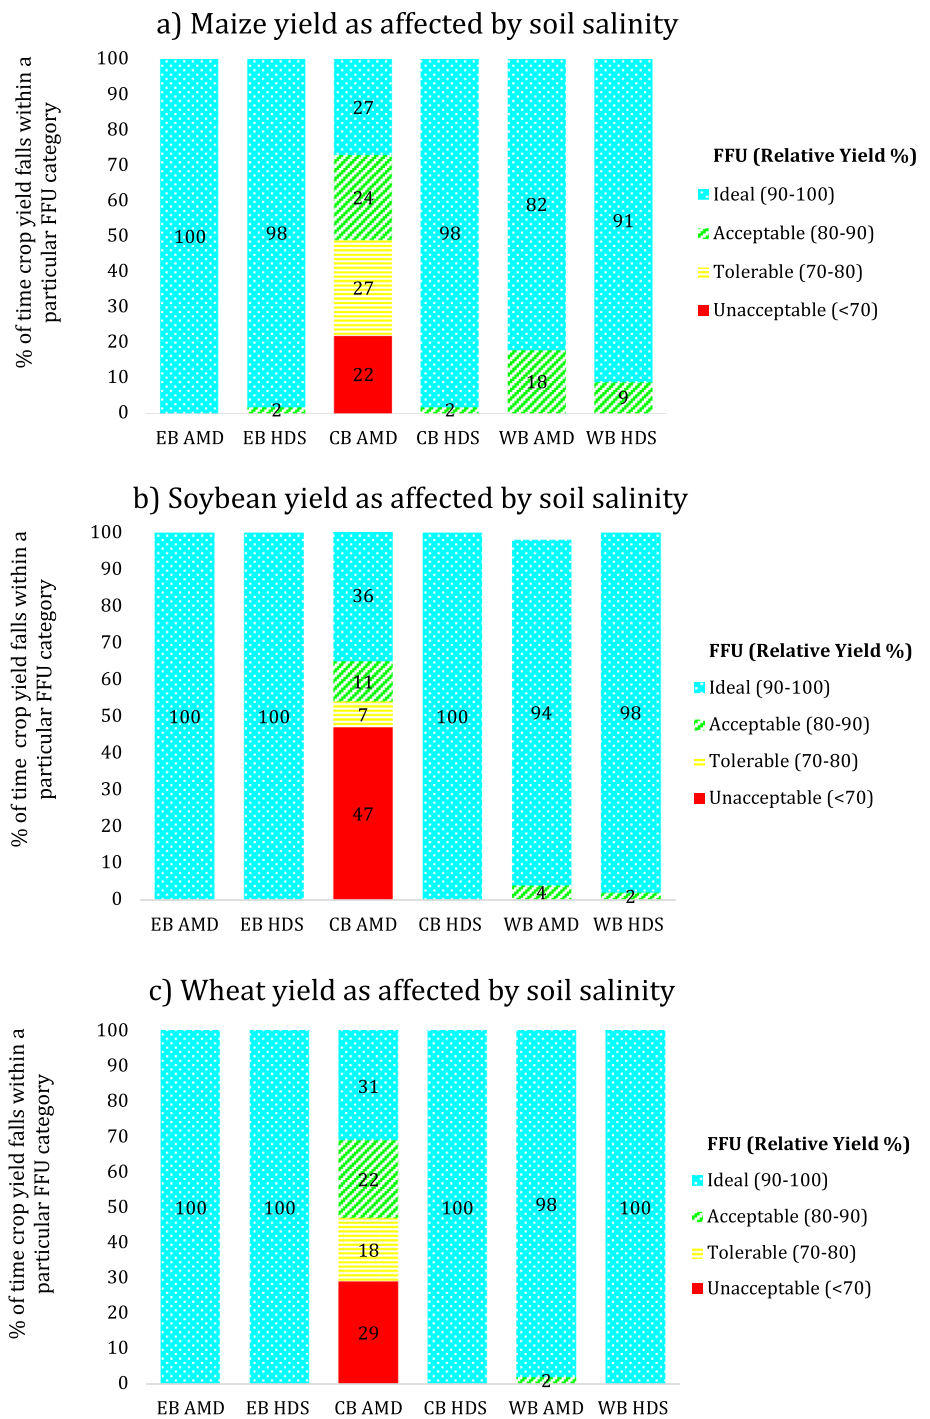 a) Maize yield as affected by soil salinity
% of time crop yield falls within a
particular FFU category
100
90
80
70
60
50
40
30
20
10
0
100
98
2
27
24
27
22
98
2
82
18
91
9
EB AMD
EB HDS
CB AMD
CB HDS
WB AMD
WB HDS
FFU (Relative Yield %)
Ideal (90-100)
Acceptable (80-90)
Tolerable (70-80)
Unacceptable (<70)
b) Soybean yield as affected by soil salinity
% of time crop yield falls within a
particular FFU category
100
90
80
70
60
50
40
30
20
10
0
100
100
36
11
7
47
100
94
4
98
2
EB AMD
EB HDS
CB AMD
CB HDS
WB AMD
WB HDS
FFU (Relative Yield %)
Ideal (90-100)
Acceptable (80-90)
Tolerable (70-80)
Unacceptable (<70)
c) Wheat yield as affected by soil salinity
% of time crop yield falls within a
particular FFU category
100
90
80
70
60
50
40
30
20
10
0
100
100
31
22
18
29
100
98
2
100
EB AMD
EB HDS
CB AMD
CB HDS
WB AMD
WB HDS
FFU (Relative Yield %)
Ideal (90-100)
Acceptable (80-90)
Tolerable (70-80)
Unacceptable (<70)